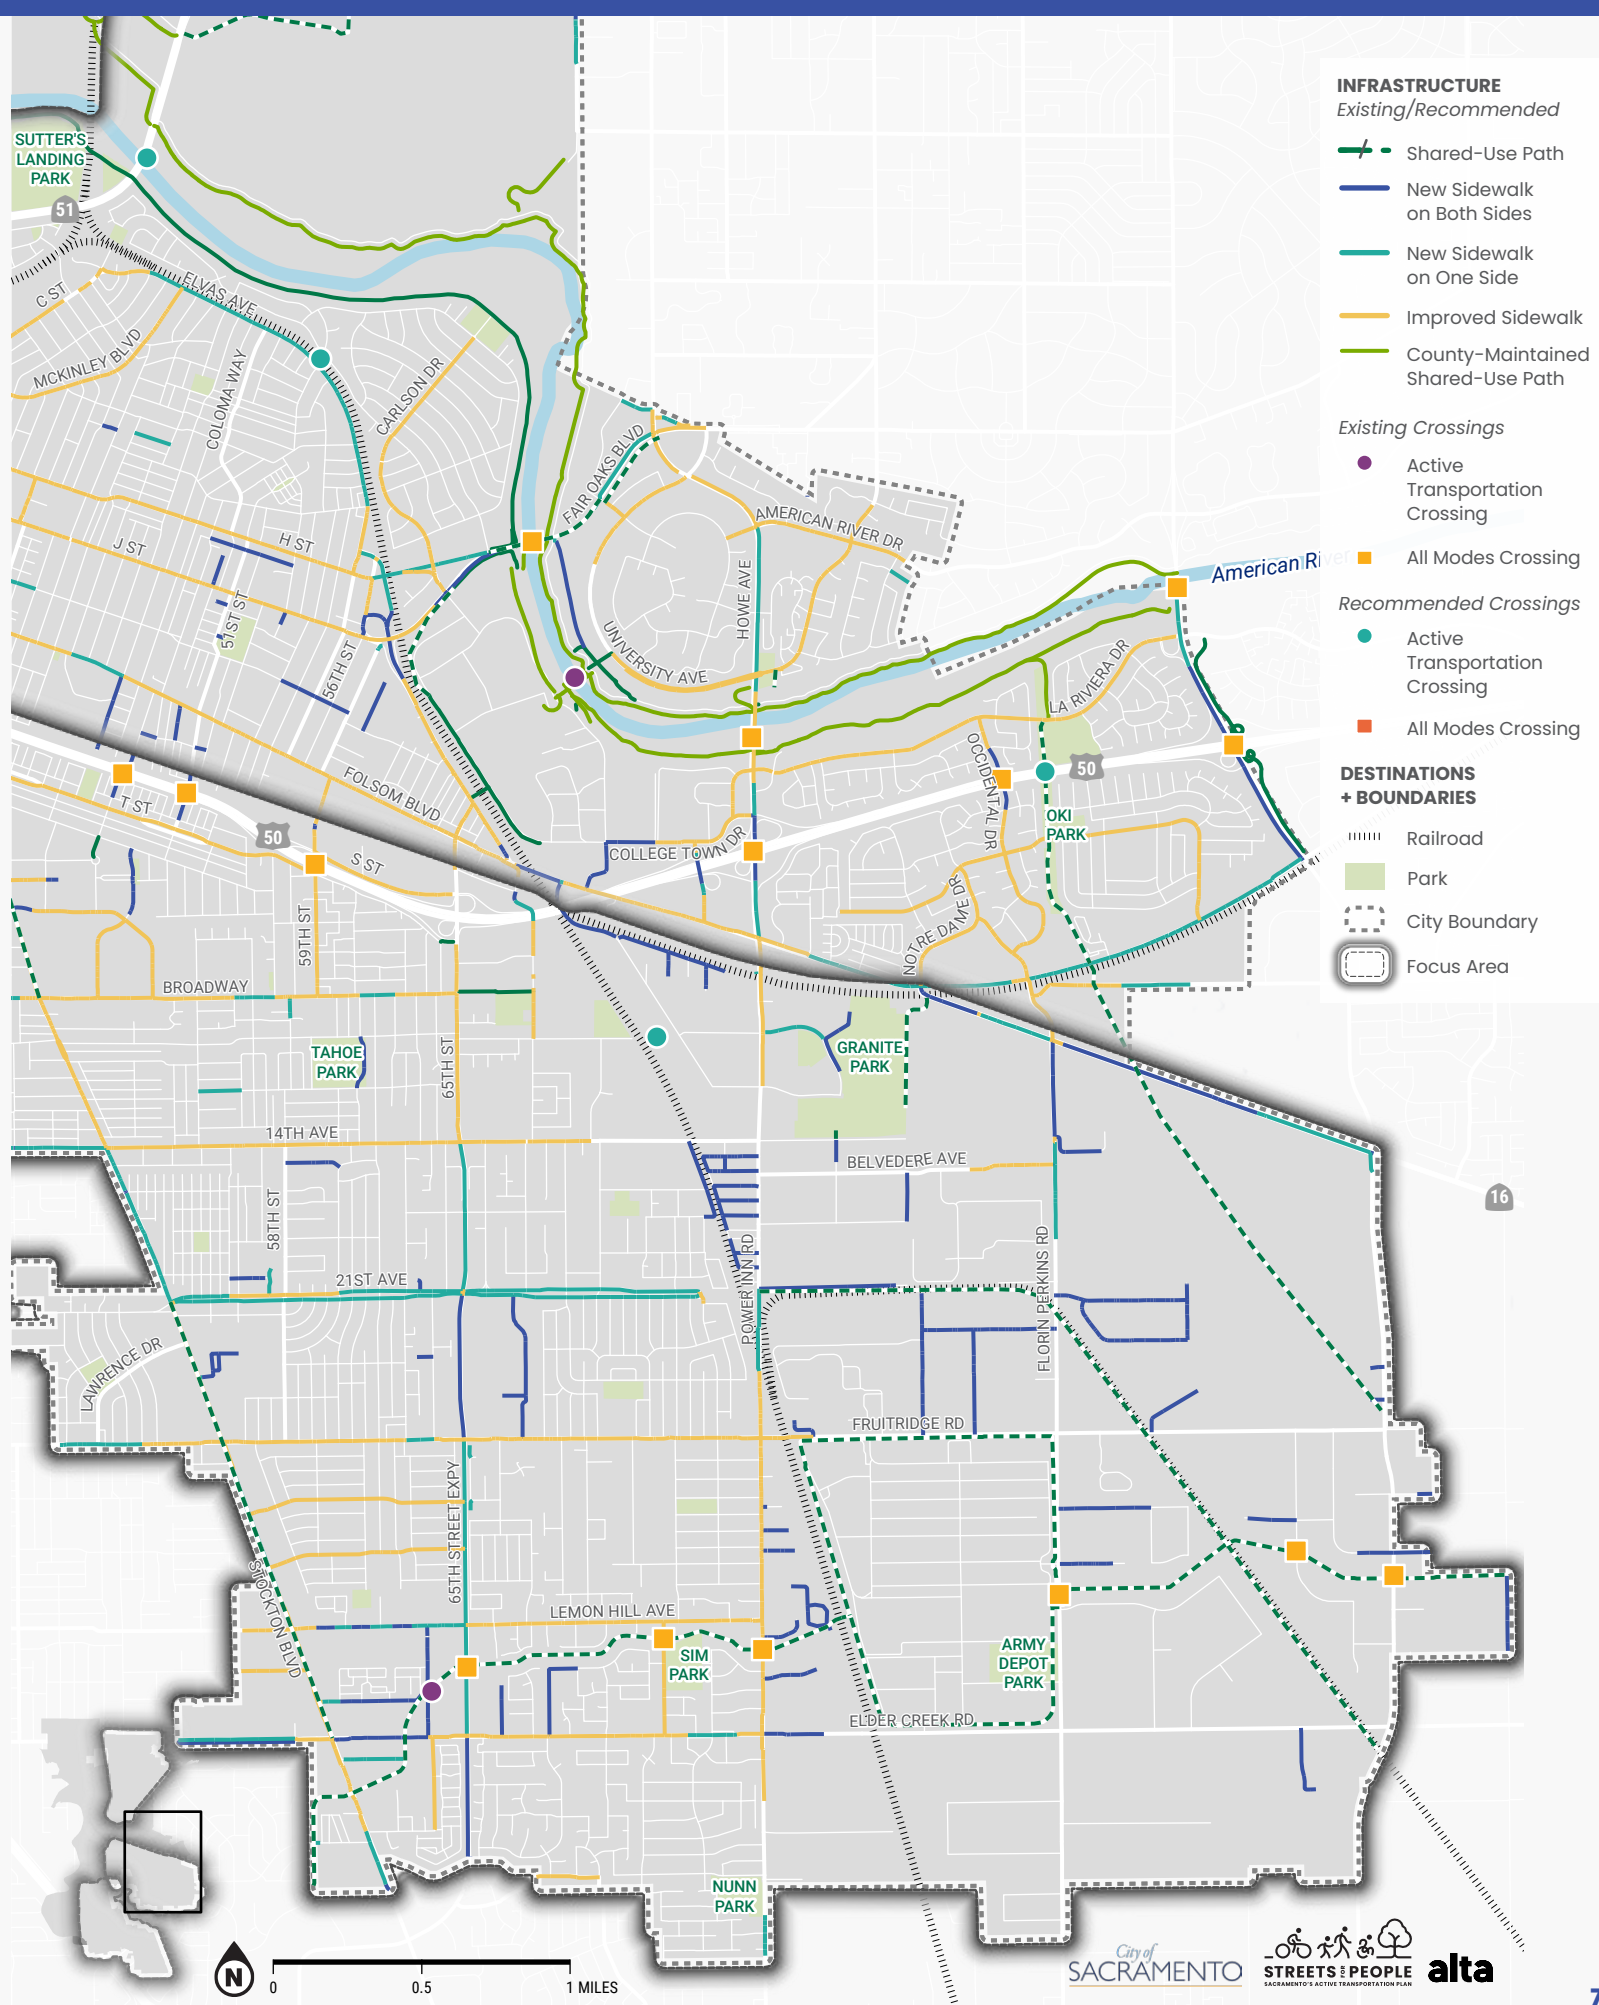 INFRASTRUCTURE
Existing/Recommended
Shared-Use Path
New Sidewalk
on Both Sides
New Sidewalk
on One Side
Improved Sidewalk
County-Maintained
Shared-Use Path
Existing Crossings
Active
Transportation
Crossing
All Modes Crossing
Recommended Crossings
Active
Transportation
Crossing
All Modes Crossing
DESTINATIONS
+ BOUNDARIES
Railroad
Park
City Boundary
Focus Area
SUTTER'S
LANDING
PARK
51
C ST
ELVAS AVE
MCKINLEY BLVD
COLOMA WAY
CARLSON DR
FAIR OAKS BLVD
AMERICAN RIVER DR
American River
H ST
J ST
51ST ST
56TH ST
HOWE AVE
UNIVERSITY AVE
LA RIVIERA DR
OCCIDENTAL DR
50
OKI
PARK
FOLSOM BLVD
T ST
50
S ST
COLLEGE TOWN DR
NOTRE DAME DR
59TH ST
BROADWAY
TAHOE
PARK
65TH ST
GRANITE
PARK
14TH AVE
BELVEDERE AVE
16
58TH ST
21ST AVE
POWER INN RD
FLORIN PERKINS RD
LAWRENCE DR
FRUITRIDGE RD
65TH STREET EXPY
STOCKTON BLVD
LEMON HILL AVE
SIM
PARK
ARMY
DEPOT
PARK
ELDER CREEK RD
NUNN
PARK
N
0 0.5 1 MILES
City of
SACRAMENTO
STREETS FOR PEOPLE
SACRAMENTO'S ACTIVE TRANSPORTATION PLAN
alta
7